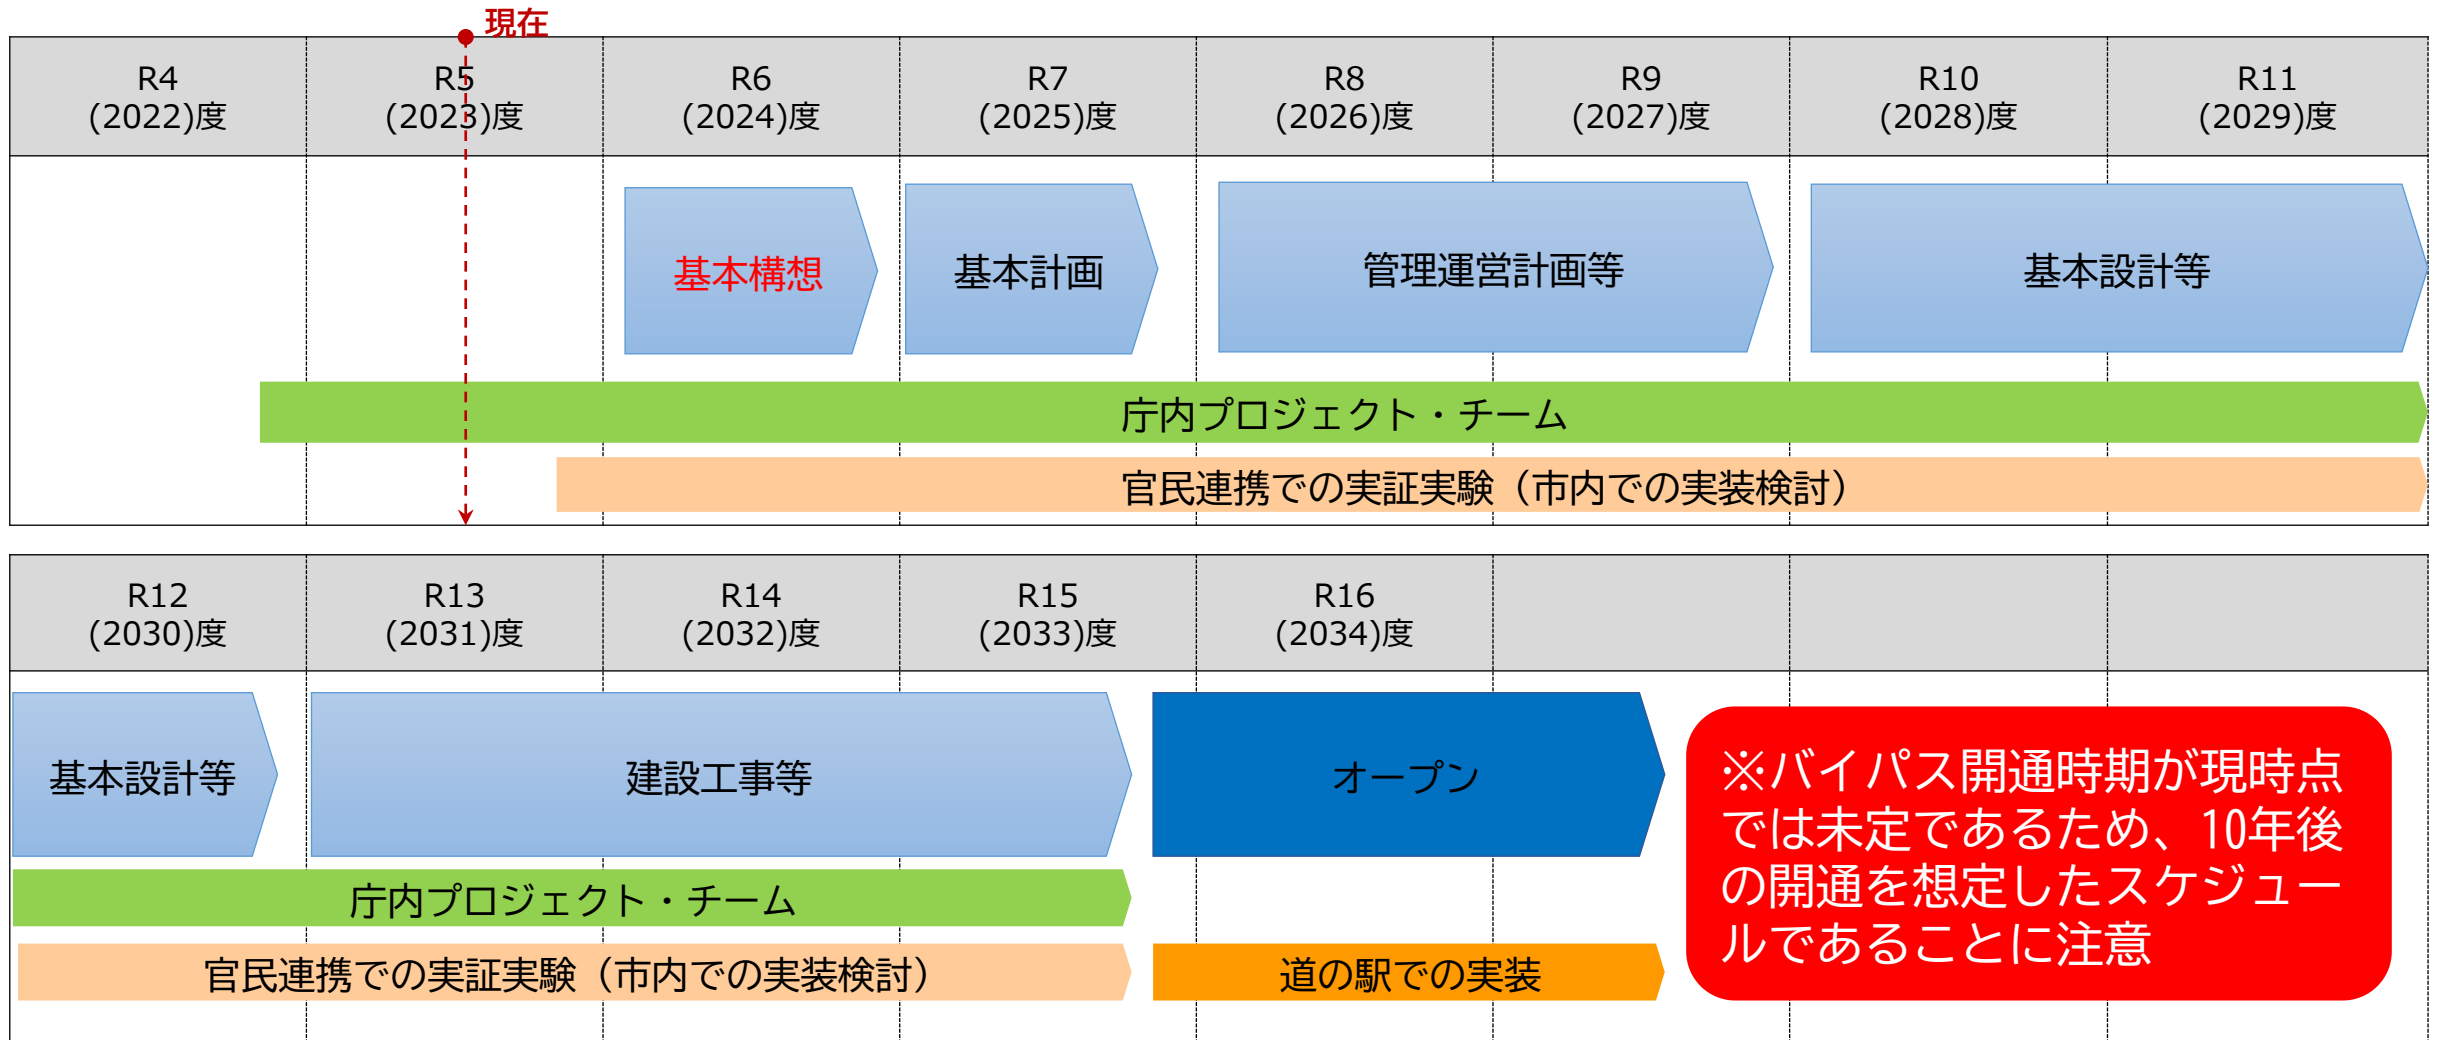 現在
R4
(2022)度
R5
(2023)度
R6
(2024)度
R7
(2025)度
R8
(2026)度
R9
(2027)度
R10
(2028)度
R11
(2029)度
基本構想
基本計画
管理運営計画等
基本設計等
庁内プロジェクト・チーム
官民連携での実証実験（市内での実装検討）
R12
(2030)度
R13
(2031)度
R14
(2032)度
R15
(2033)度
R16
(2034)度
基本設計等
建設工事等
オープン
庁内プロジェクト・チーム
官民連携での実証実験（市内での実装検討）
道の駅での実装
※バイパス開通時期が現時点
では未定であるため、10年後
の開通を想定したスケジュー
ルであることに注意